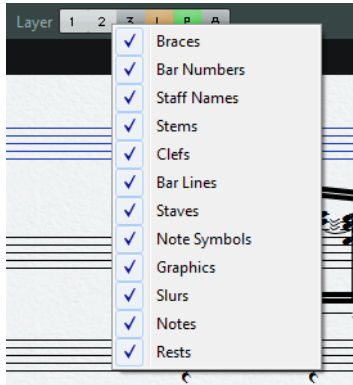 Layer 1 2 3 L P A
Braces
Bar Numbers
Staff Names
Stems
Clefs
Bar Lines
Staves
Note Symbols
Graphics
Slurs
Notes
Rests